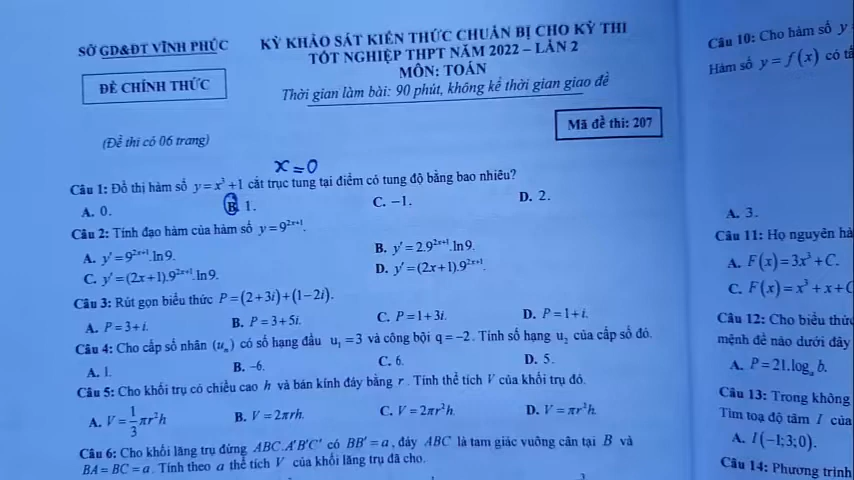 SỞ GD&ĐT VĨNH PHÚC
ĐỀ CHÍNH THỨC
(Đề thi có 06 trang)
KỲ KHẢO SÁT KIẾN THỨC CHUẨN BỊ CHO KỲ THI
TỐT NGHIỆP THPT NĂM 2022 – LẦN 2
MÔN: TOÁN
Thời gian làm bài: 90 phút, không kể thời gian giao đề
Mã đề thi: 207
x=0
Câu 1: Đồ thị hàm số y = x³ + 1 cắt trục tung tại điểm có tung độ bằng bao nhiêu?
A. 0. B. 1. C. −1. D. 2.
Câu 2: Tính đạo hàm của hàm số y = 9²ˣ⁺¹.
A. y' = 9²ˣ⁺¹.ln9. B. y' = 2.9²ˣ⁺¹.ln9.
C. y' = (2x+1).9²ˣ⁺¹.ln9. D. y' = (2x+1).9²ˣ⁺¹.
Câu 3: Rút gọn biểu thức P = (2+3i)+(1−2i).
A. P = 3+i. B. P = 3+5i. C. P = 1+3i. D. P = 1+i.
Câu 4: Cho cấp số nhân (uₙ) có số hạng đầu u₁ = 3 và công bội q = −2. Tính số hạng u₂ của cấp số đó.
A. 1. B. −6. C. 6. D. 5.
Câu 5: Cho khối trụ có chiều cao h và bán kính đáy bằng r. Tính thể tích V của khối trụ đó.
A. V = 1/3 πr²h B. V = 2πrh. C. V = 2πr²h. D. V = πr²h.
Câu 6: Cho khối lăng trụ đứng ABC.A'B'C' có BB' = a, đáy ABC là tam giác vuông cân tại B và
BA = BC = a. Tính theo a thể tích V của khối lăng trụ đã cho.
Câu 10: Cho hàm số y
Hàm số y = f(x) có
A. 3.
Câu 11: Họ nguyên hà
A. F(x) = 3x³ + C.
C. F(x) = x³ + x + C
Câu 12: Cho biểu thức
mệnh đề nào dưới đây
A. P = 21.logₐ b.
Câu 13: Trong không
Tìm toạ độ tâm I của
A. I(−1;3;0).
Câu 14: Phương trình